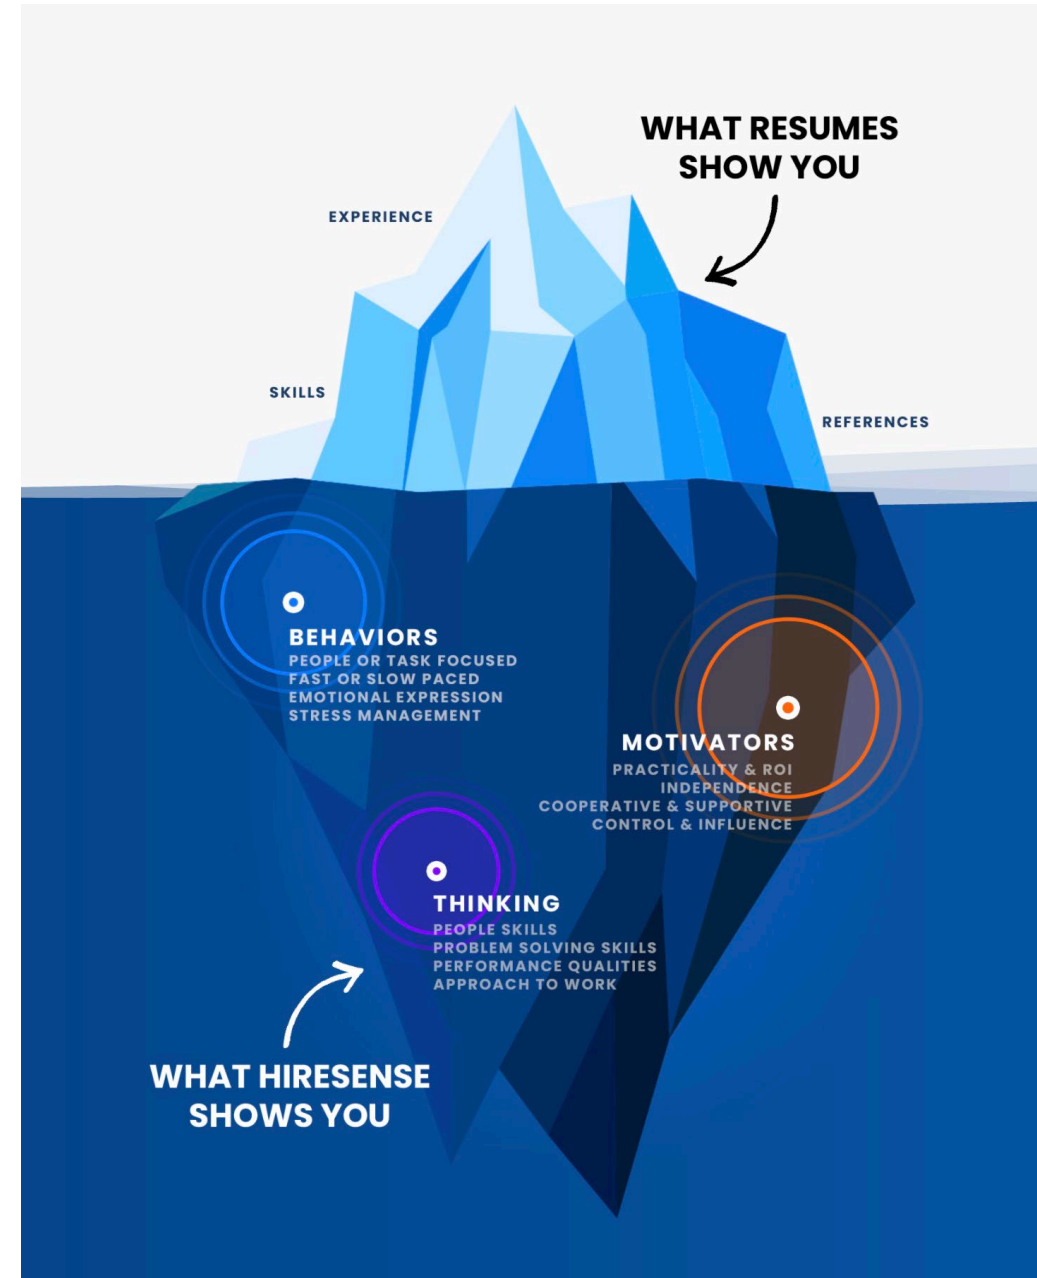 WHAT RESUMES
SHOW YOU
EXPERIENCE
SKILLS
REFERENCES
BEHAVIORS
PEOPLE OR TASK FOCUSED
FAST OR SLOW PACED
EMOTIONAL EXPRESSION
STRESS MANAGEMENT
MOTIVATORS
PRACTICALITY & ROI
INDEPENDENCE
COOPERATIVE & SUPPORTIVE
CONTROL & INFLUENCE
THINKING
PEOPLE SKILLS
PROBLEM SOLVING SKILLS
PERFORMANCE QUALITIES
APPROACH TO WORK
WHAT HIRESENSE
SHOWS YOU